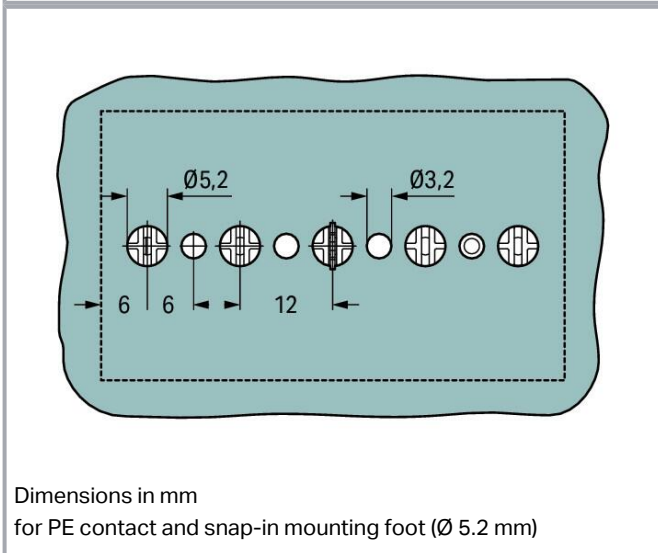 Ø5,2 Ø3,2
6 6 12
Dimensions in mm
for PE contact and snap-in mounting foot (Ø 5.2 mm)